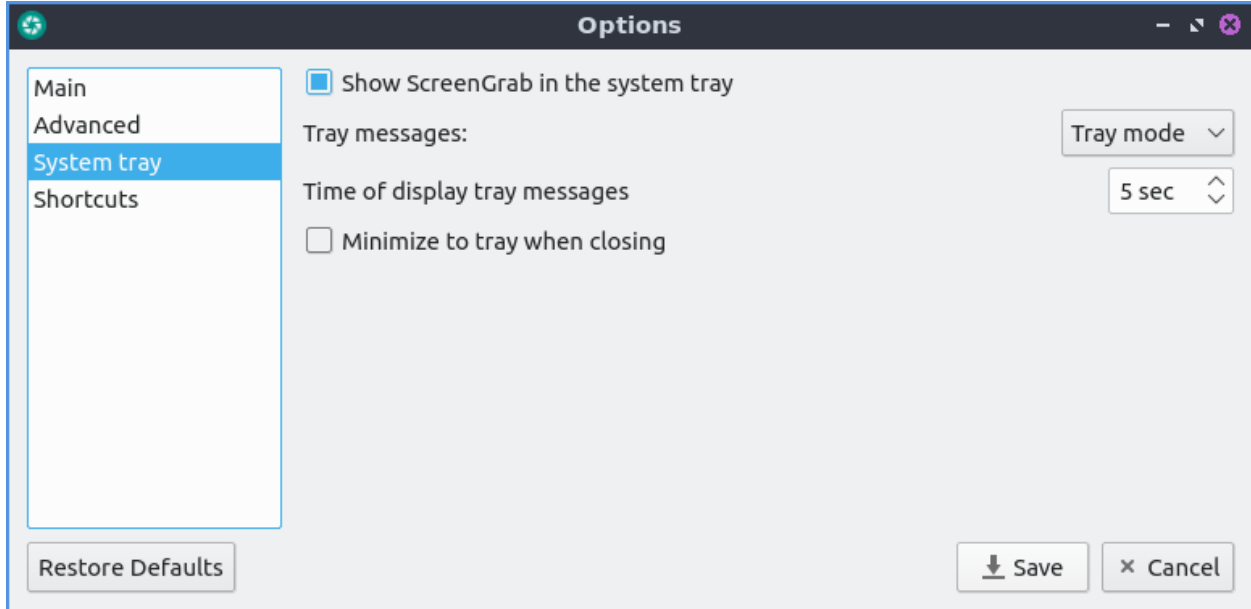 Options
Main
Advanced
System tray
Shortcuts
Show ScreenGrab in the system tray
Tray messages:
Tray mode
Time of display tray messages
5 sec
Minimize to tray when closing
Restore Defaults
Save
Cancel